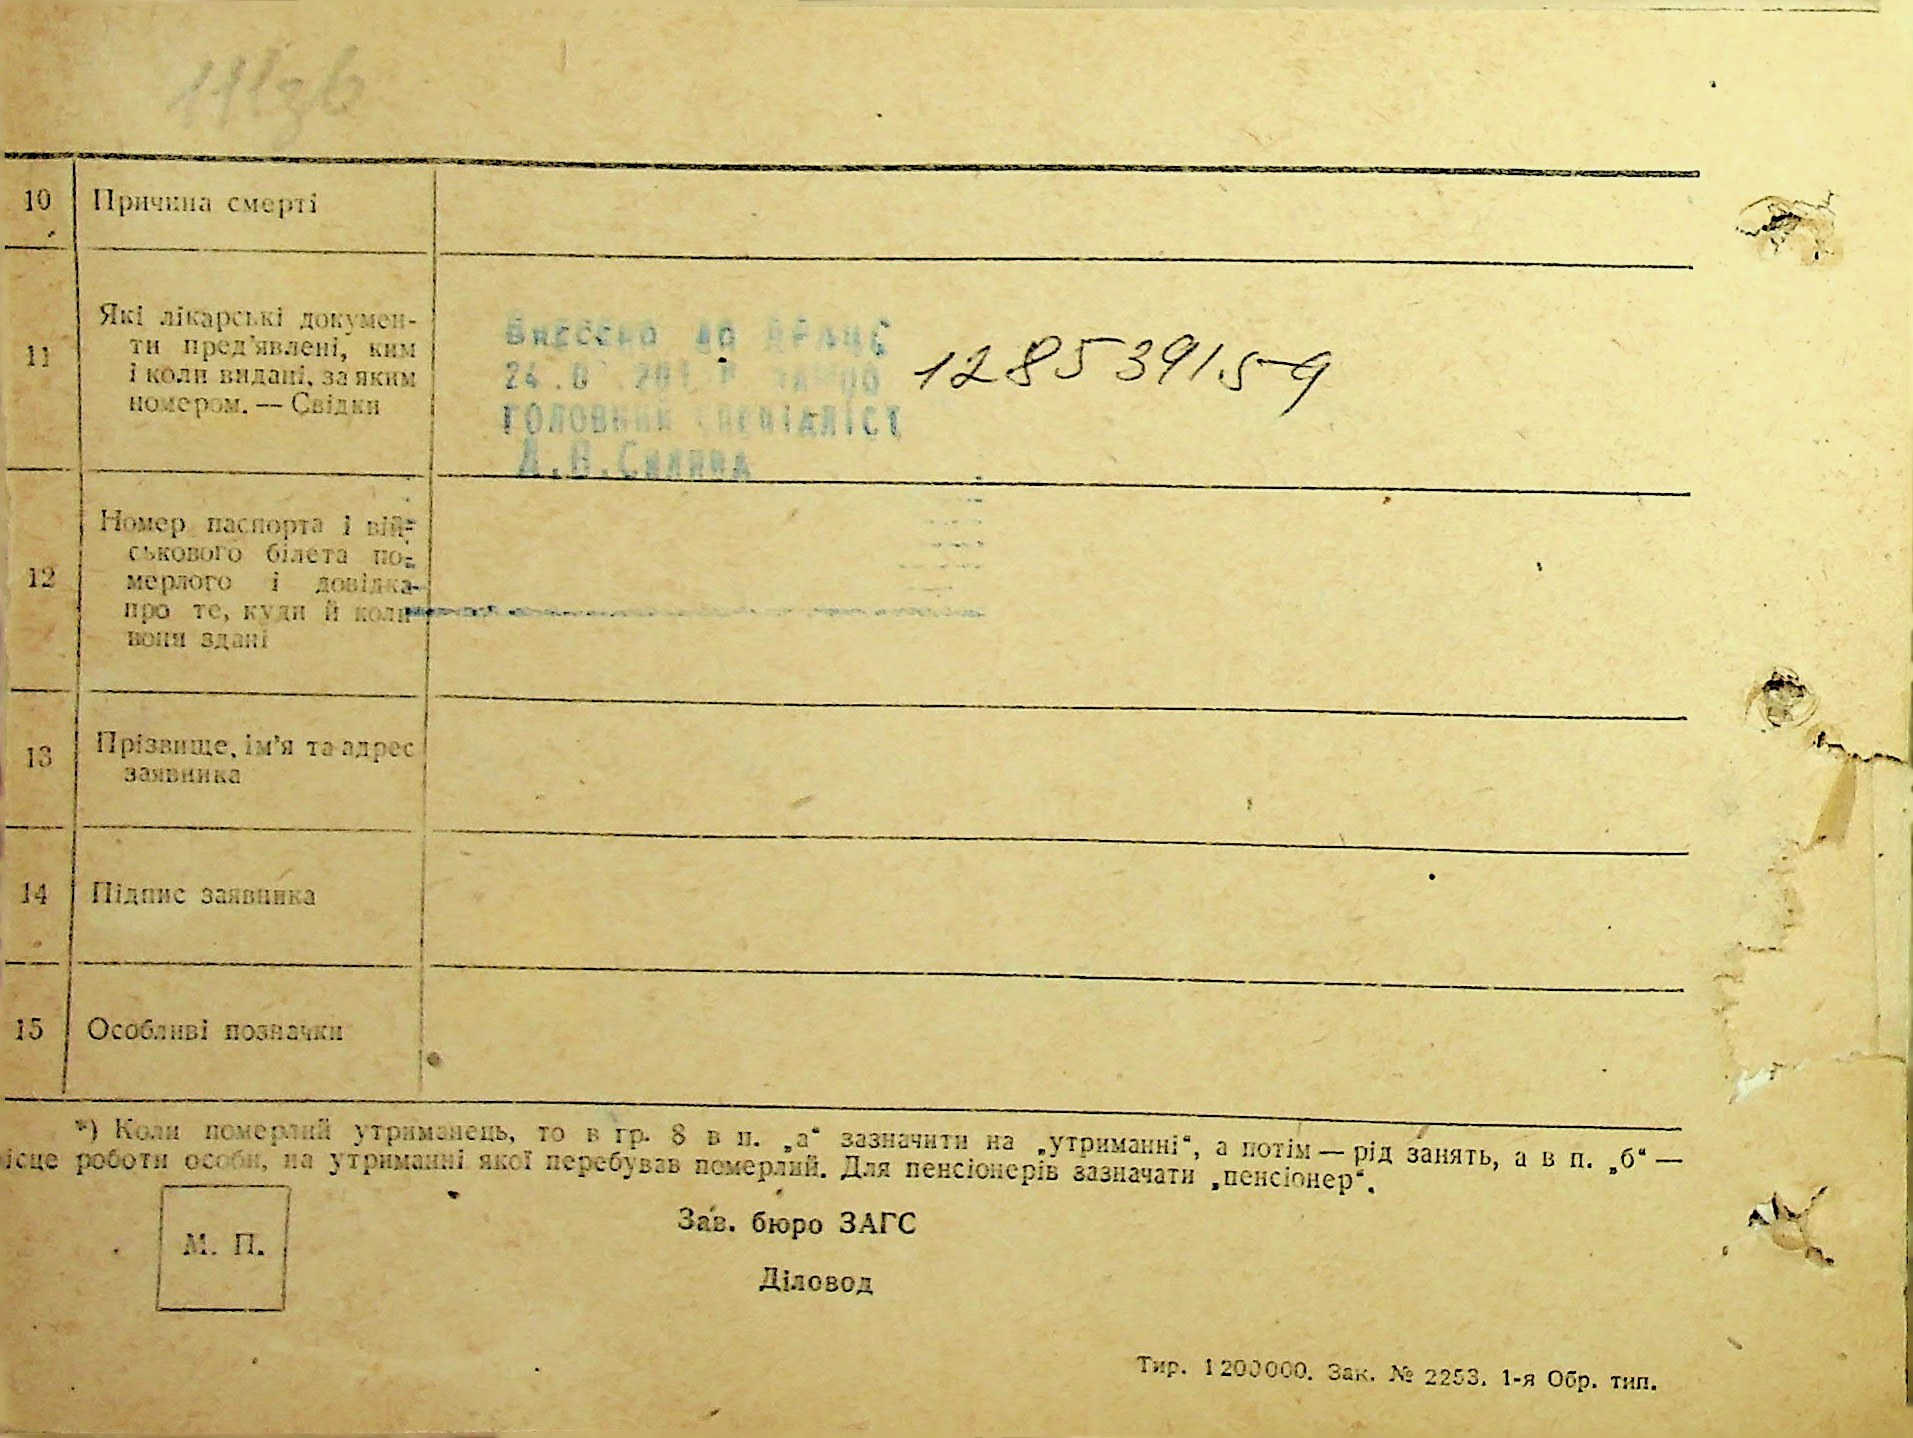 10 Причина смерті
11 Які лікарські докумен-
ти пред'явлені, ким
і коли видані, за яким
номером. — Свідки
Внесено до
головний спеціаліст
128539159
12 Номер паспорта і вій-
ськового білета по-
мерлого і довідка
про те, куди й коли
вони здані
13 Прізвище, ім'я та адрес
заявника
14 Підпис заявника
15 Особливі позначки
*) Коли померлий утриманець, то в гр. 8 в п. „а“ зазначити на „утриманні“, а потім — рід занять, а в п. „б“ —
ісце роботи особи, на утриманні якої перебував померлий. Для пенсіонерів зазначати „пенсіонер“.
М. П.
Зав. бюро ЗАГС
Діловод
Тир. 1200000. Зак. № 2253. 1-я Обр. тип.